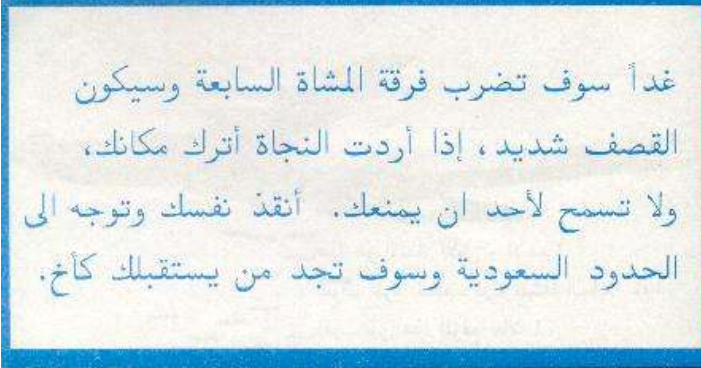 غداً سوف تضرب فرقة المشاة السابعة وسيكون
القصف شديد، إذا أردت النجاة أترك مكانك،
ولا تسمح لأحد ان يمنعك. أنقذ نفسك وتوجه الى
الحدود السعودية وسوف تجد من يستقبلك كأخ.